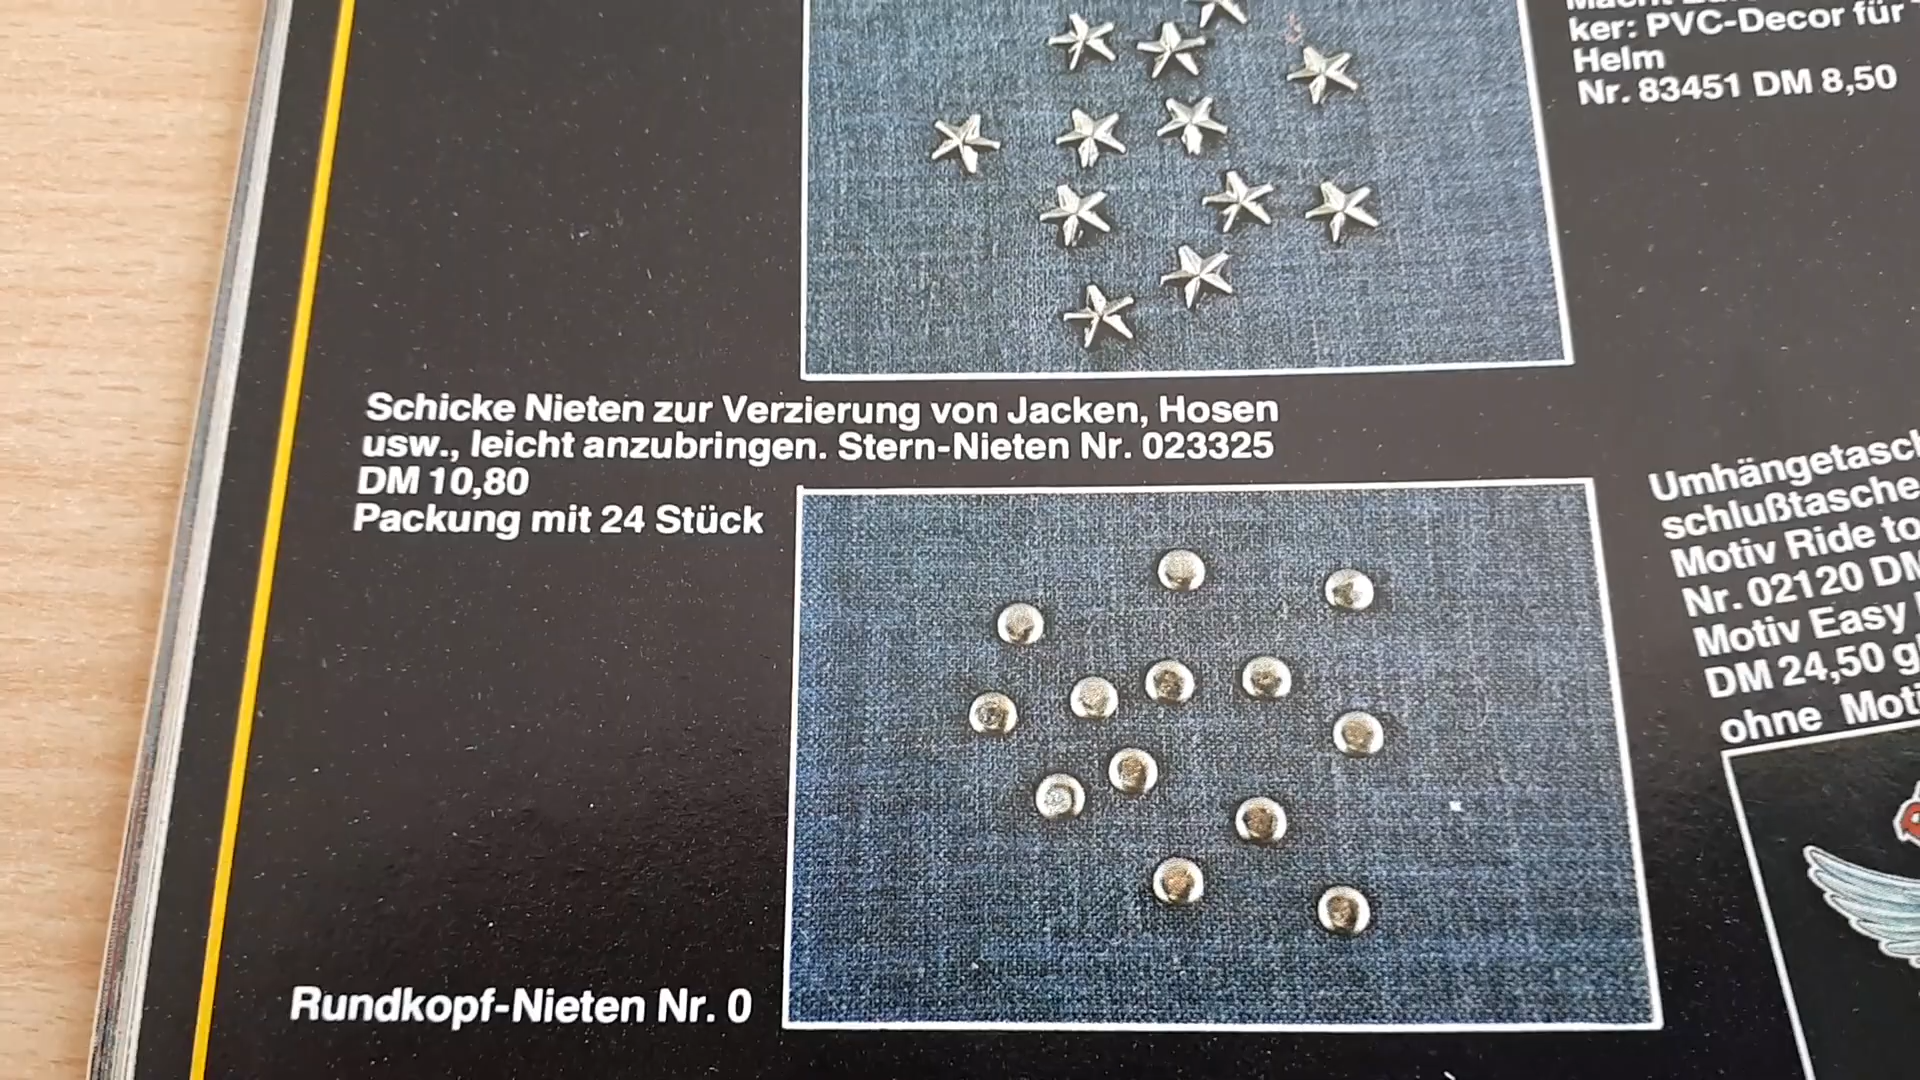 ker: PVC-Decor für
Helm
Nr. 83451 DM 8,50
Schicke Nieten zur Verzierung von Jacken, Hosen
usw., leicht anzubringen. Stern-Nieten Nr. 023325
DM 10,80
Packung mit 24 Stück
Umhängetasch
schlußtasche
Motiv Ride to
Nr. 02120 DM
Motiv Easy
DM 24,50
ohne Moti
Rundkopf-Nieten Nr. 0